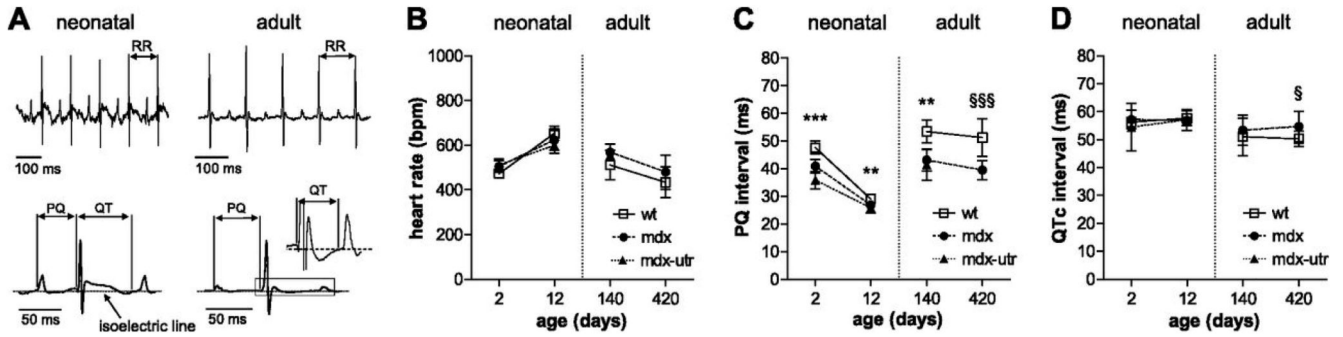 A
neonatal
adult
RR
RR
100 ms
100 ms
PQ
QT
PQ
QT
isoelectric line
50 ms
50 ms
B
neonatal
adult
heart rate (bpm)
1000
800
600
400
200
0
wt
mdx
mdx-utr
2
12
140
420
age (days)
C
neonatal
adult
PQ interval (ms)
80
70
60
50
40
30
20
10
0
***
**
**
§§§
wt
mdx
mdx-utr
2
12
140
420
age (days)
D
neonatal
adult
QTc interval (ms)
80
70
60
50
40
30
20
10
0
§
wt
mdx
mdx-utr
2
12
140
420
age (days)